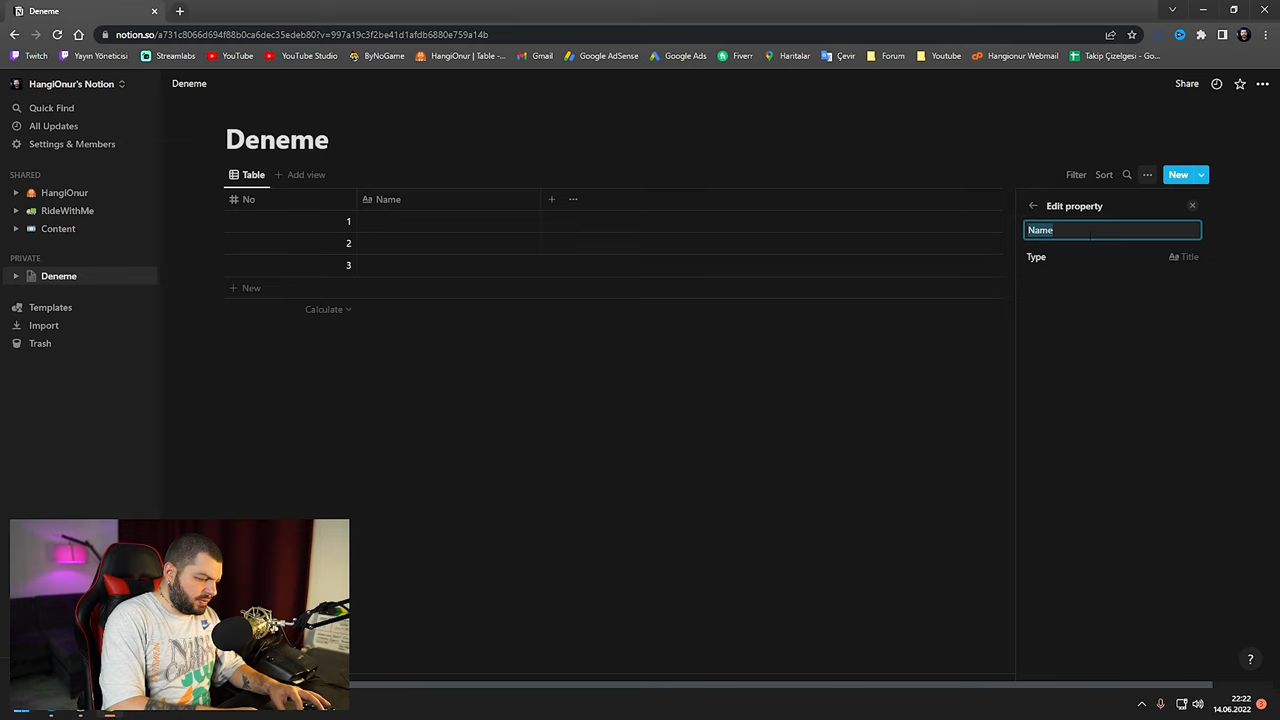 Deneme
notion.so/a731c8066d694f88b0ca6dec35edeb80?v=997a19c3f2be41d1afdb6880e759a14b
Twitch
Yayın Yöneticisi
Streamlabs
YouTube
YouTube Studio
ByNoGame
HangiOnur | Table -...
Gmail
Google AdSense
Google Ads
Fiverr
Haritalar
Çevir
Forum
Youtube
Hangionur Webmail
Takip Çizelgesi - Go...
HangiOnur's Notion
Deneme
Share
Quick Find
All Updates
Settings & Members
SHARED
HangiOnur
RideWithMe
Content
PRIVATE
Deneme
Templates
Import
Trash
Deneme
Table
+ Add view
Filter
Sort
New
# No
Aa Name
1
2
3
+ New
Calculate
Edit property
Name
Type
Aa Title
?
22:22
14.06.2022
3